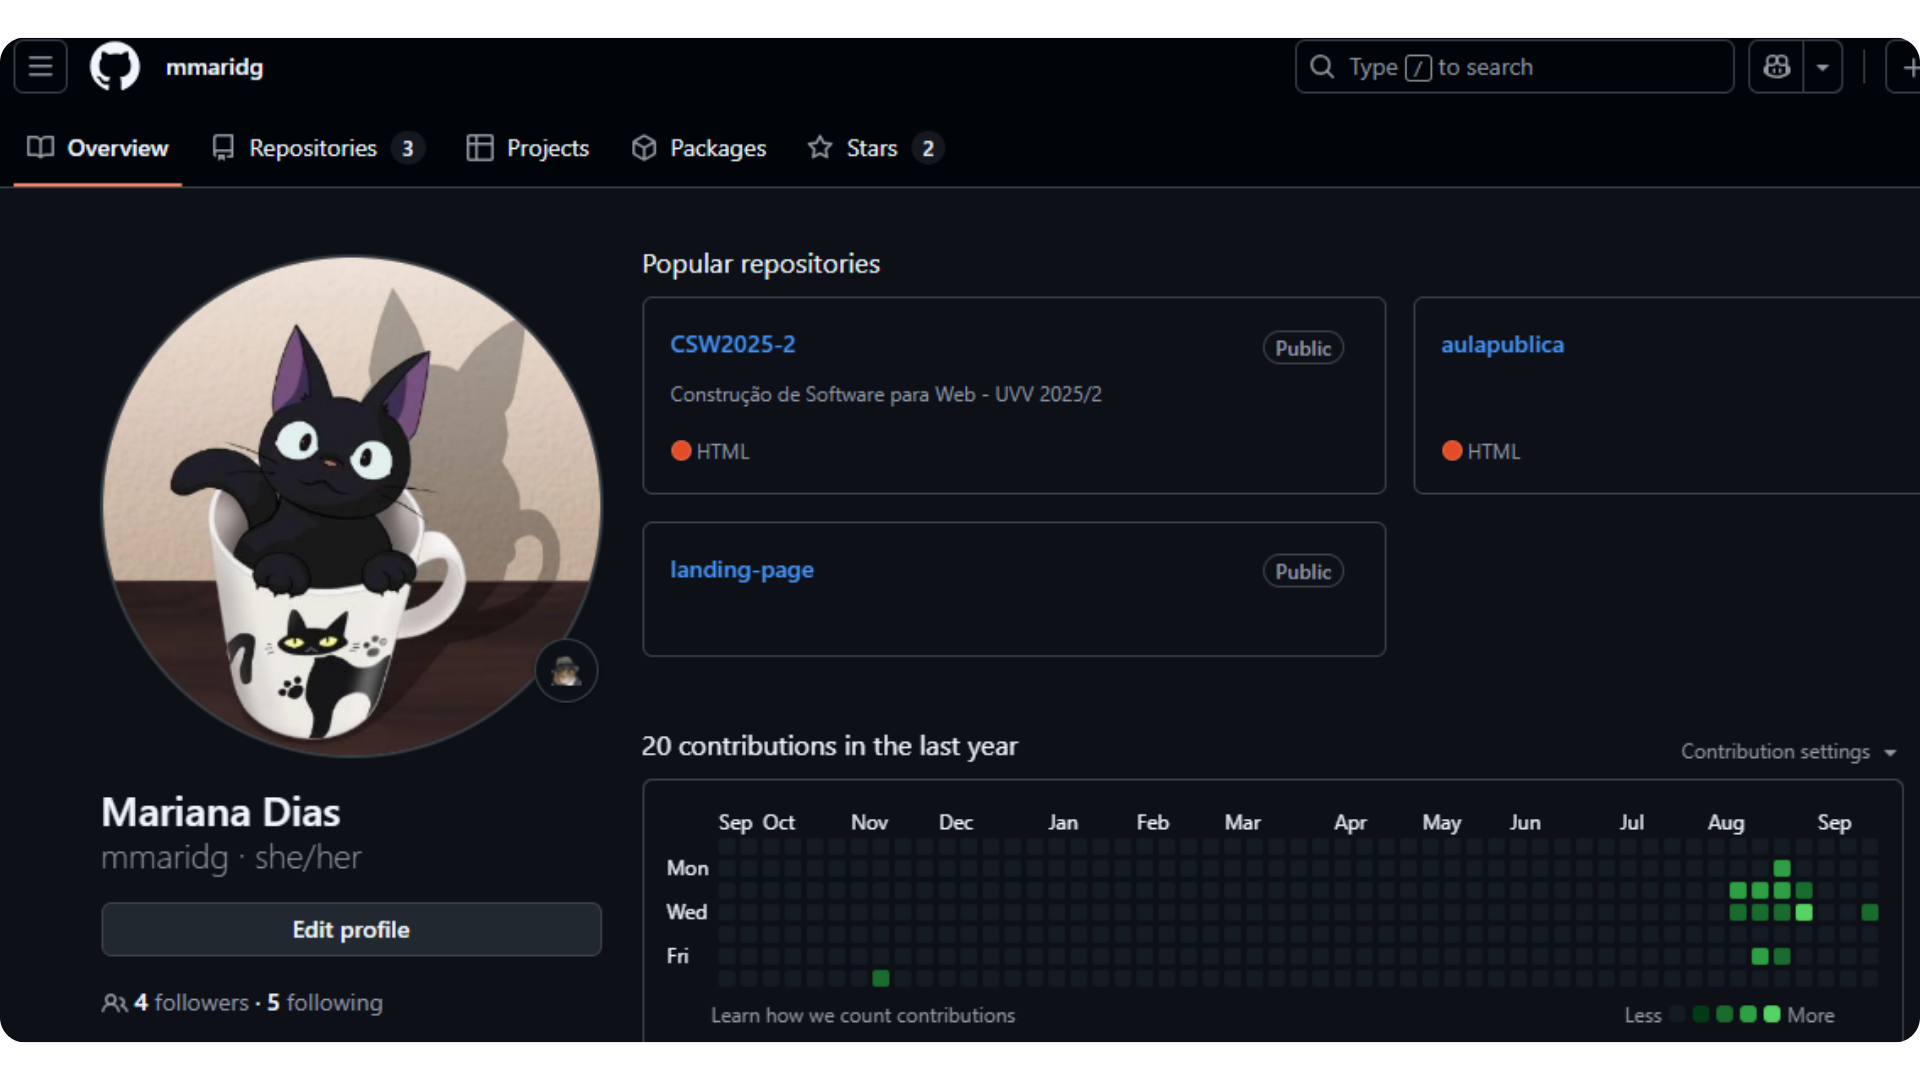 mmaridg
Type / to search
Overview
Repositories 3
Projects
Packages
Stars 2
Popular repositories
CSW2025-2
Public
Construção de Software para Web - UVV 2025/2
HTML
aulapublica
HTML
landing-page
Public
20 contributions in the last year
Contribution settings
Sep Oct Nov Dec Jan Feb Mar Apr May Jun Jul Aug Sep
Mon
Wed
Fri
Learn how we count contributions
Less More
Mariana Dias
mmaridg · she/her
Edit profile
4 followers · 5 following